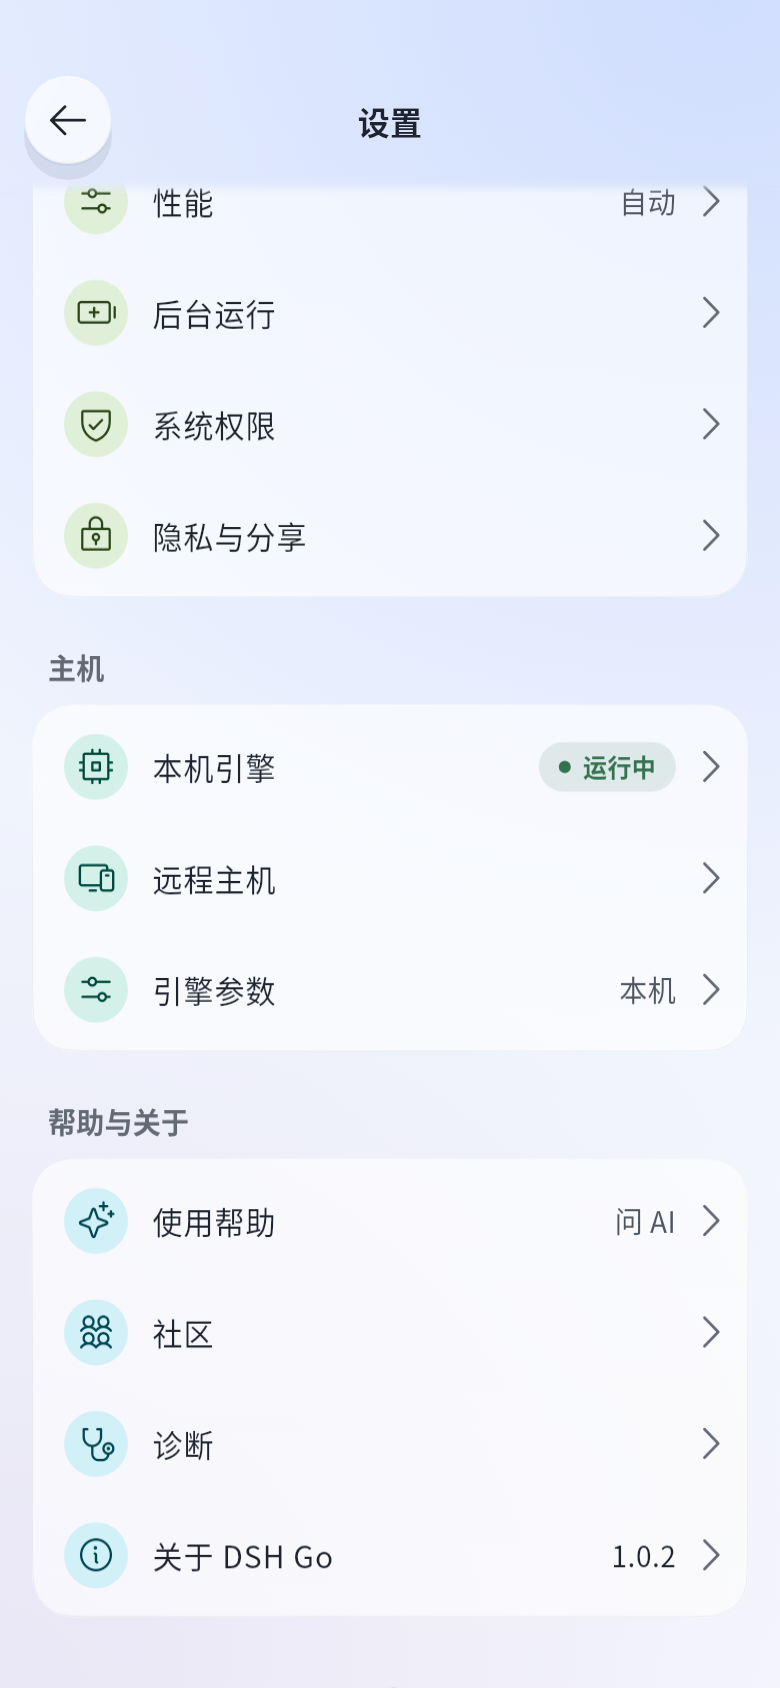 设置
性能 自动
后台运行
系统权限
隐私与分享
主机
本机引擎 运行中
远程主机
引擎参数 本机
帮助与关于
使用帮助 问 AI
社区
诊断
关于 DSH Go 1.0.2